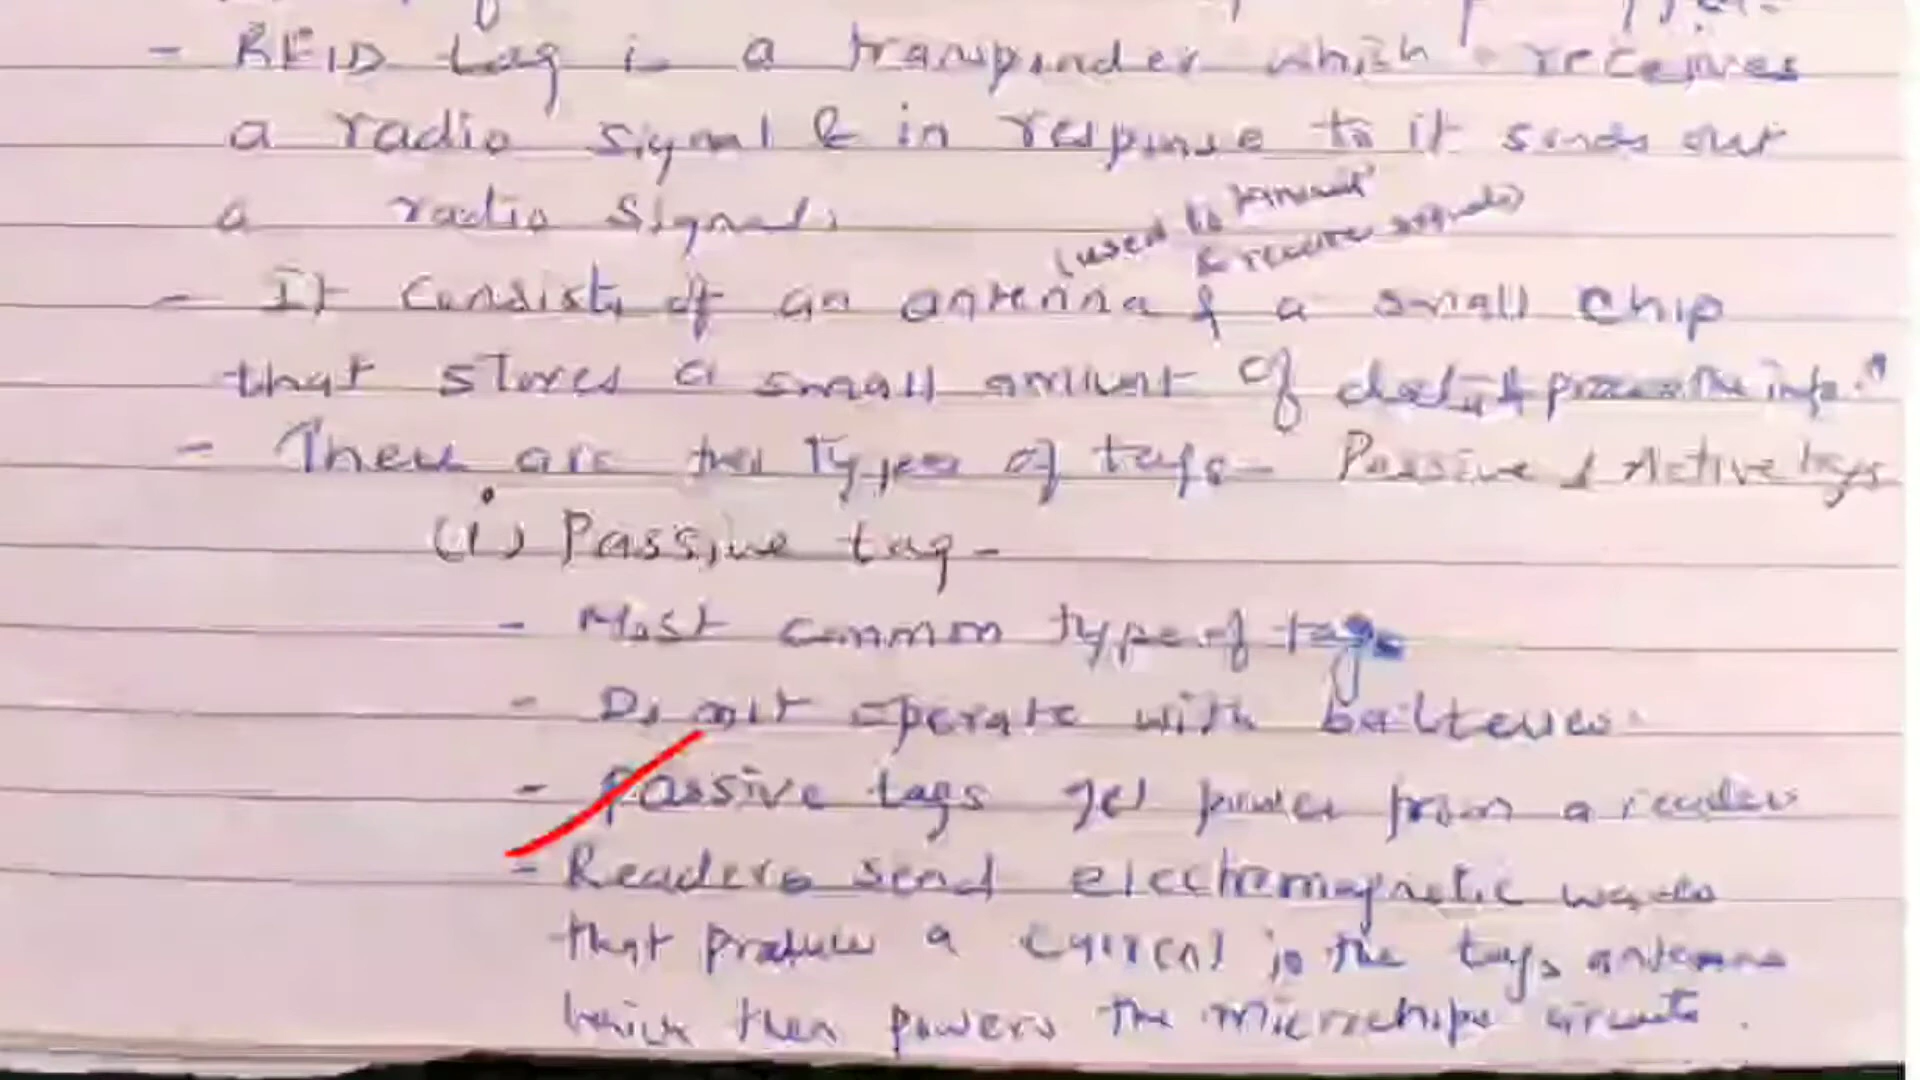 - RFID tag is a transponder which receives
a radio signal & in response to it sends out
a radio signal.
(used to transmit
& receive signals)
- It consists of an antenna & a small chip
that stores a small amount of data & process the info."
- There are two types of tags - Passive & Active tags
(i) Passive tag -
- Most common type of tags
- Do not operate with batteries.
- Passive tags get power from a reader
- Readers send electromagnetic waves
that produce a current in the tags antenna
which then powers the microchips circuits.